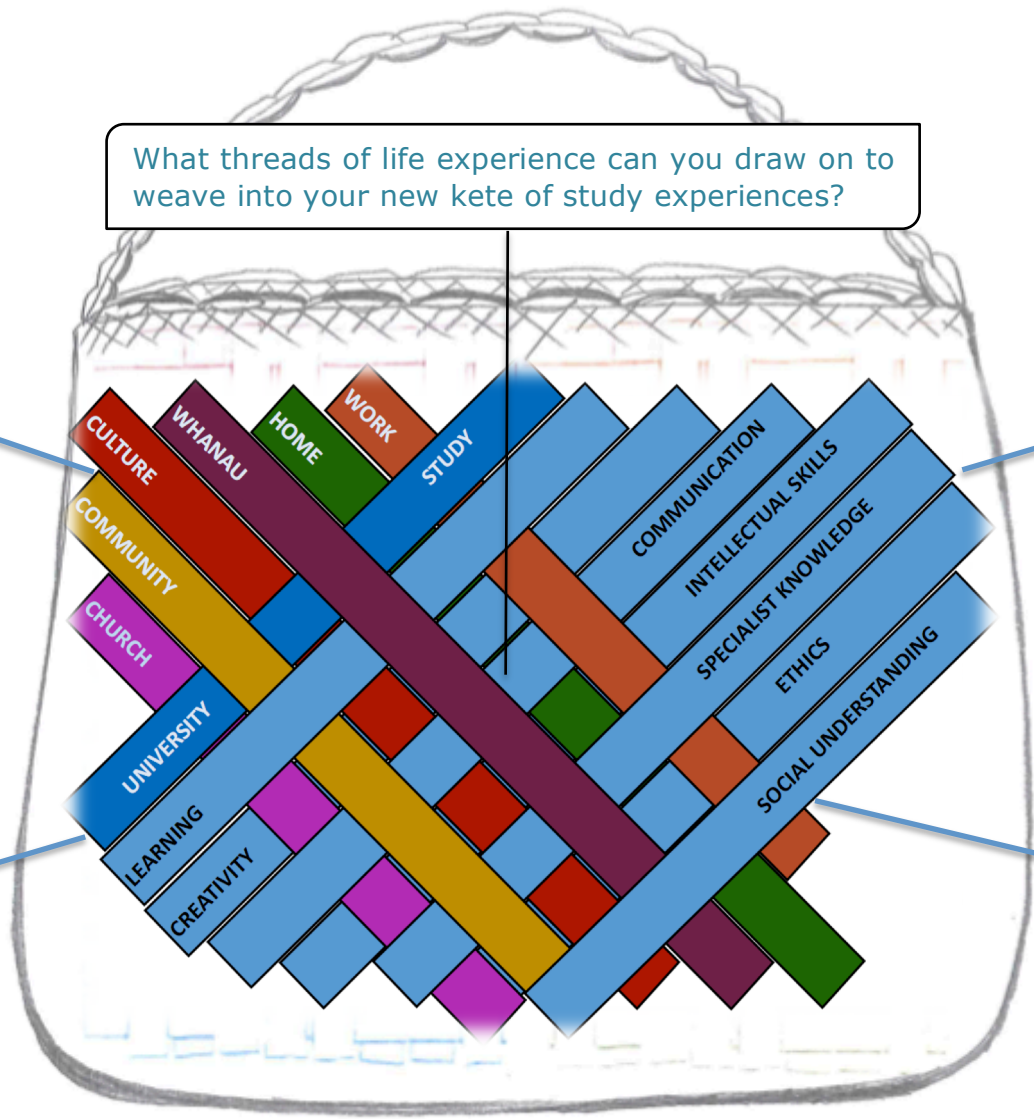 What threads of life experience can you draw on to
weave into your new kete of study experiences?
WORK
HOME
WHANAU
CULTURE
COMMUNITY
CHURCH
STUDY
UNIVERSITY
LEARNING
CREATIVITY
COMMUNICATION
INTELLECTUAL SKILLS
SPECIALIST KNOWLEDGE
ETHICS
SOCIAL UNDERSTANDING